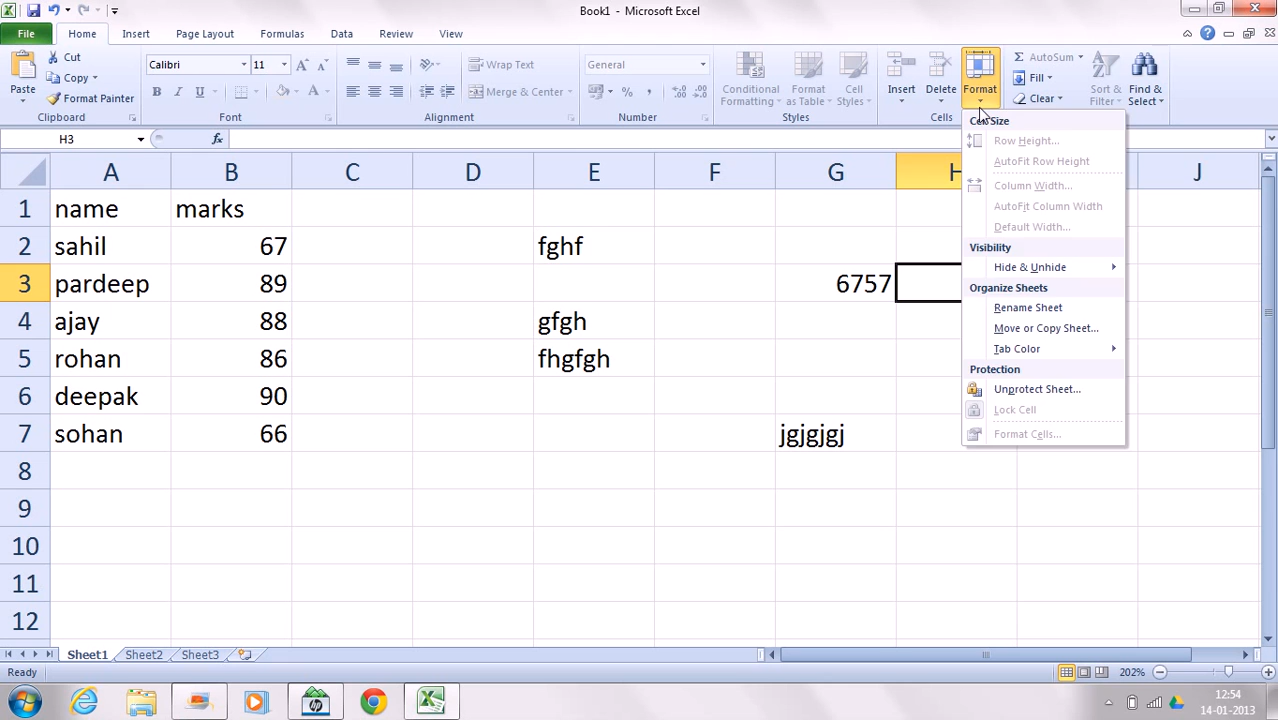 Book1 - Microsoft Excel
File Home Insert Page Layout Formulas Data Review View
Paste
Cut
Copy
Format Painter
Clipboard
Calibri 11
B I U A
Font
Wrap Text
Merge & Center
Alignment
General
% ,
Number
Conditional Formatting
Format as Table
Cell Styles
Styles
Insert
Delete
Format
Cells
AutoSum
Fill
Clear
Sort & Filter
Find & Select
H3 fx
Cell Size
Row Height...
AutoFit Row Height
Column Width...
AutoFit Column Width
Default Width...
Visibility
Hide & Unhide
Organize Sheets
Rename Sheet
Move or Copy Sheet...
Tab Color
Protection
Unprotect Sheet...
Lock Cell
Format Cells...
A B C D E F G H J
1 name marks
2 sahil 67 fghf
3 pardeep 89 6757
4 ajay 88 gfgh
5 rohan 86 fhgfgh
6 deepak 90
7 sohan 66 jgjgjgj
8
9
10
11
12
Sheet1 Sheet2 Sheet3
Ready 202%
12:54
14-01-2013